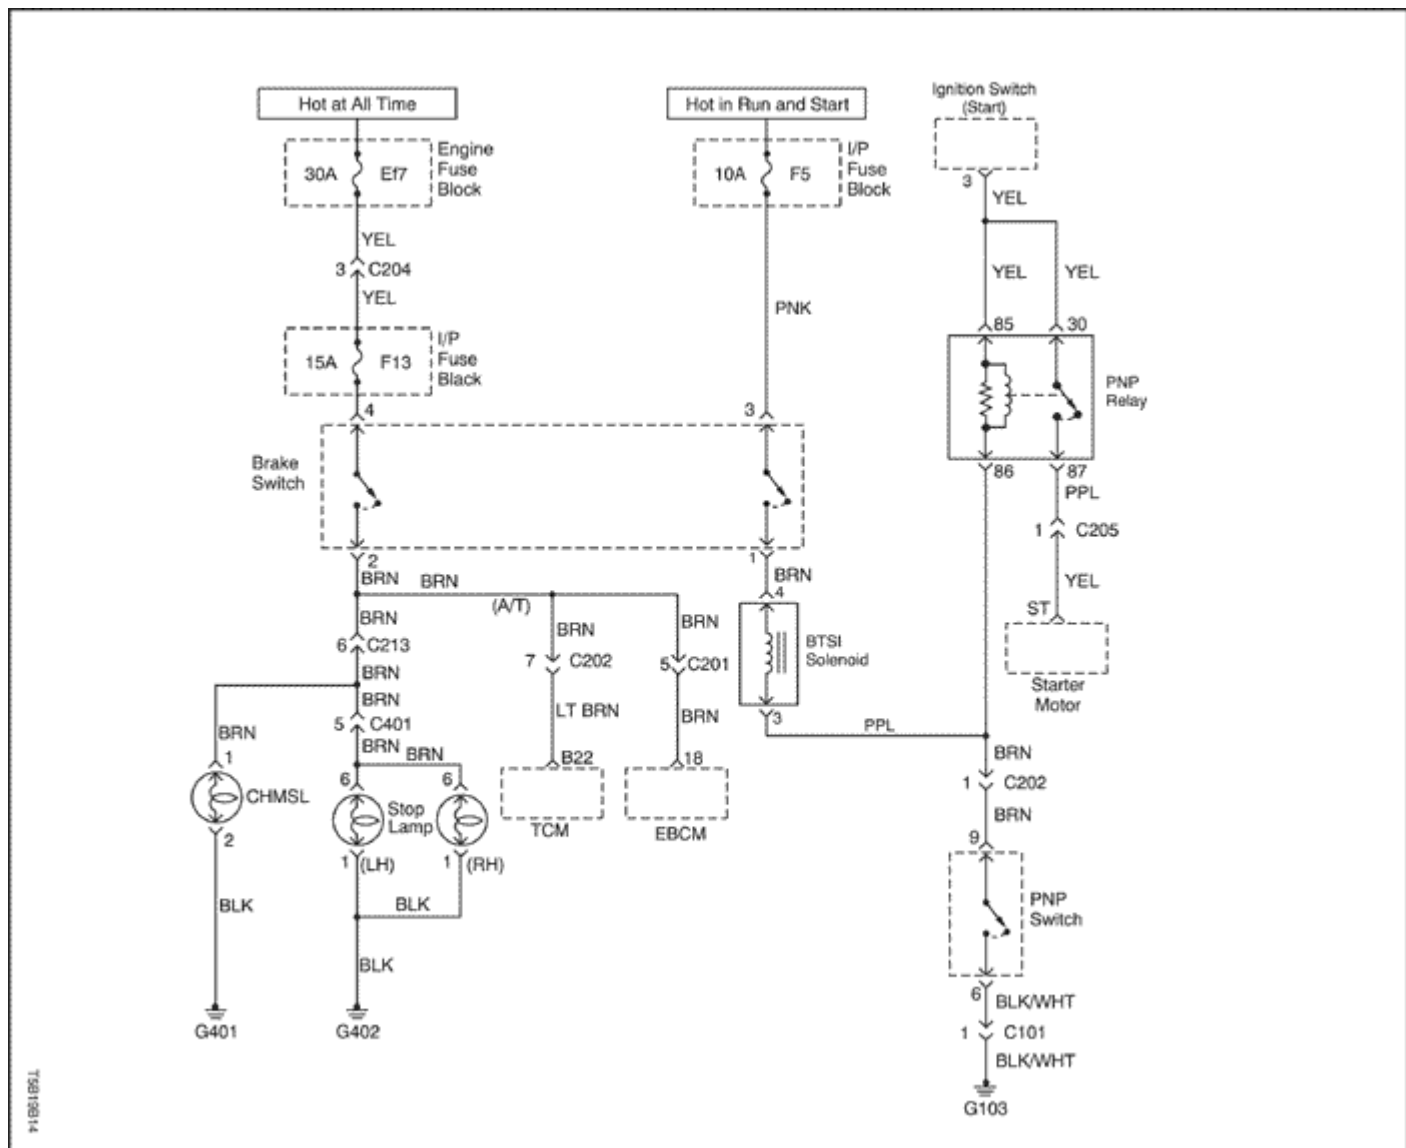 Hot at All Time
Hot in Run and Start
Ignition Switch
(Start)
30A
Ef7
Engine
Fuse
Block
10A
F5
I/P
Fuse
Block
3
YEL
YEL
3
C204
YEL
YEL
YEL
PNK
15A
F13
I/P
Fuse
Black
85
30
PNP
Relay
4
3
Brake
Switch
86
87
PPL
1
C205
YEL
ST
Starter
Motor
2
BRN
BRN
(A/T)
1
BRN
4
BTSI
Solenoid
3
PPL
BRN
6
C213
BRN
BRN
5
C401
BRN
BRN
BRN
7
C202
LT BRN
B22
TCM
BRN
5
C201
BRN
18
EBCM
BRN
1
CHMSL
2
BLK
G401
6
6
Stop
Lamp
1
(LH)
1
(RH)
BLK
BLK
G402
BRN
1
C202
BRN
9
PNP
Switch
6
BLK/WHT
1
C101
BLK/WHT
G103
T5B19B14